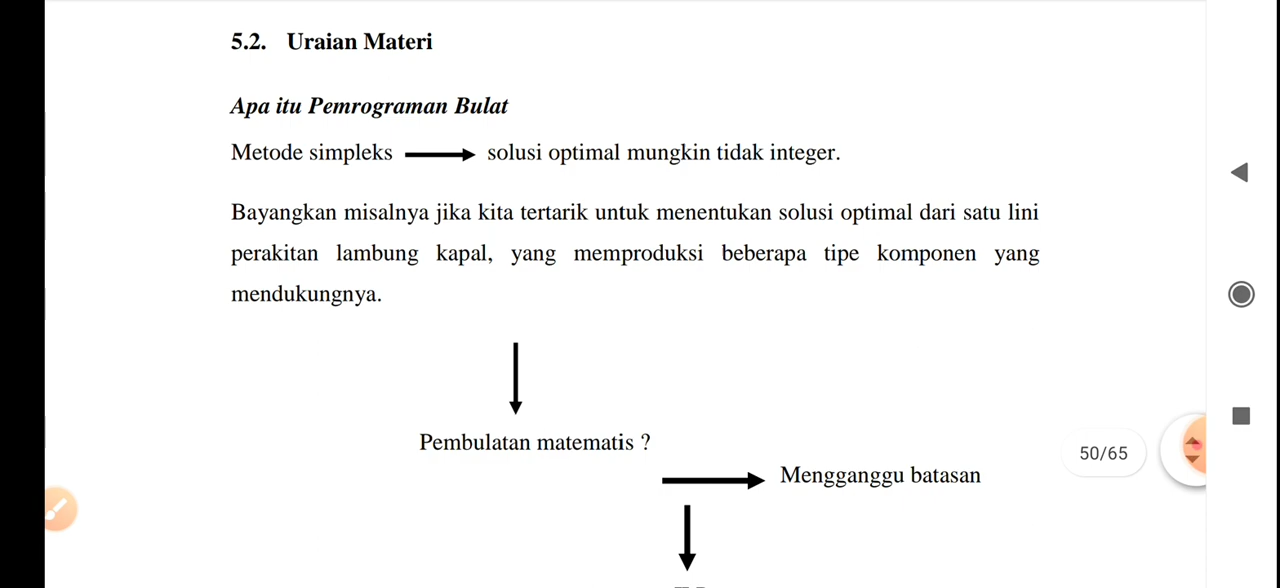 5.2. Uraian Materi
Apa itu Pemrograman Bulat
Metode simpleks solusi optimal mungkin tidak integer.
Bayangkan misalnya jika kita tertarik untuk menentukan solusi optimal dari satu lini
perakitan lambung kapal, yang memproduksi beberapa tipe komponen yang
mendukungnya.
Pembulatan matematis ?
50/65
Mengganggu batasan